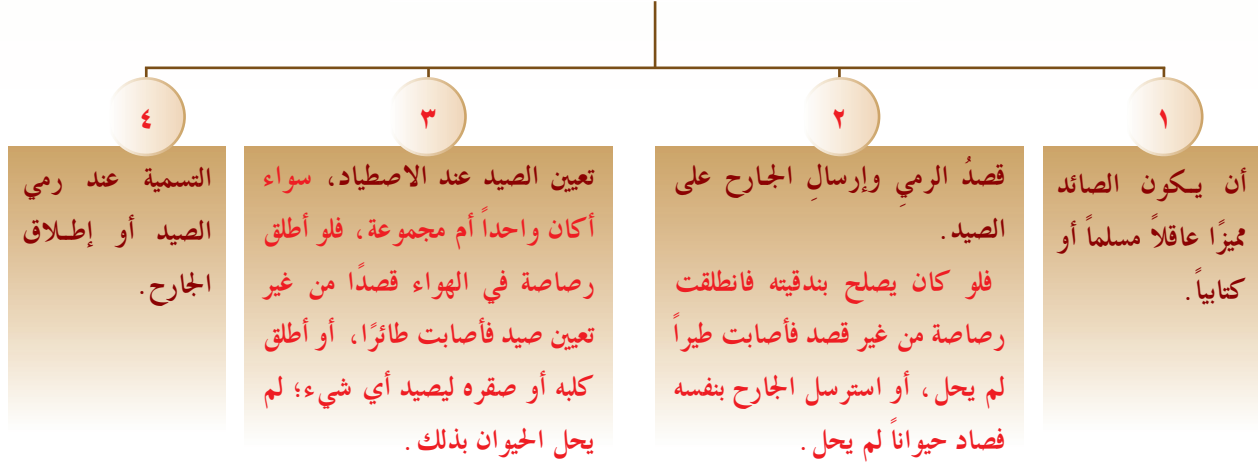 ١
أن يكون الصائد
مميزًا عاقلاً مسلماً أو
كتابياً.
٢
قصدُ الرميِ وإرسالِ الجارح على
الصيد.
فلو كان يصلح بندقيته فانطلقت
رصاصة من غير قصد فأصابت طيراً
لم يحل، أو استرسل الجارح بنفسه
فصاد حيواناً لم يحل.
٣
تعيين الصيد عند الاصطياد، سواء
أكان واحداً أم مجموعة، فلو أطلق
رصاصة في الهواء قصدًا من غير
تعيين صيد فأصابت طائرًا، أو أطلق
كلبه أو صقره ليصيد أي شيء؛ لم
يحل الحيوان بذلك.
٤
التسمية عند رمي
الصيد أو إطــلاق
الجارح.